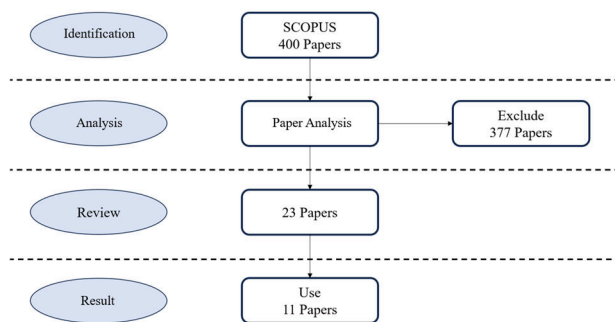 Identification
SCOPUS
400 Papers
Analysis
Paper Analysis
Exclude
377 Papers
Review
23 Papers
Result
Use
11 Papers